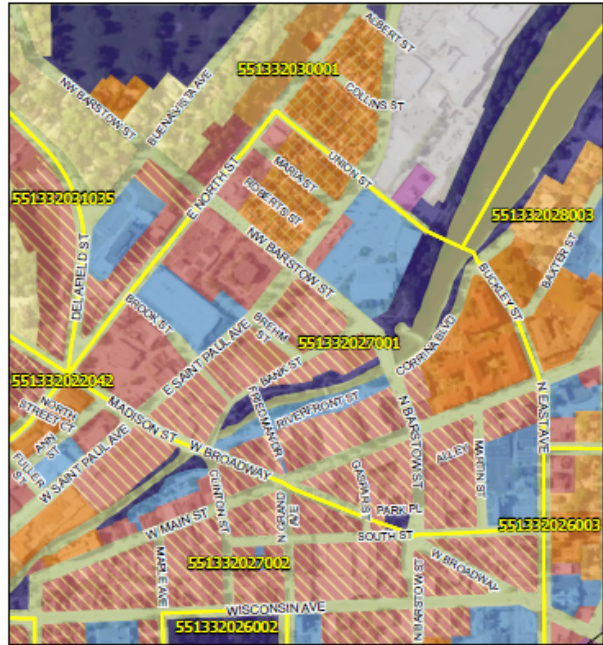 ALBERT ST
551332030001
NW BARSTOW ST
BUENAVISTA AVE
COLLINS ST
E NORTH ST
UNION ST
MARIA ST
ROBERTS ST
551332031035
551332028003
DELAFIELD ST
NW BARSTOW ST
BAXTER ST
BUCKLEY ST
BROOK ST
E SAINT PAUL AVE
BREHM ST
551332027001
CORRINA BLVD
BANK ST
551332022042
FRIEDMAN DR
RIVERFRONT ST
N EAST AVE
NORTH STREET CT
MADISON ST
N BARSTOW ST
ANN ST
W SAINT PAUL AVE
W BROADWAY
ALLEY
FULLER ST
MARTIN ST
GASPAR ST
CLINTON ST
N GRAND AVE
PARK PL
W MAIN ST
551332026003
SOUTH ST
MAPLE AVE
551332027002
W BROADWAY
N BARSTOW ST
WISCONSIN AVE
551332026002